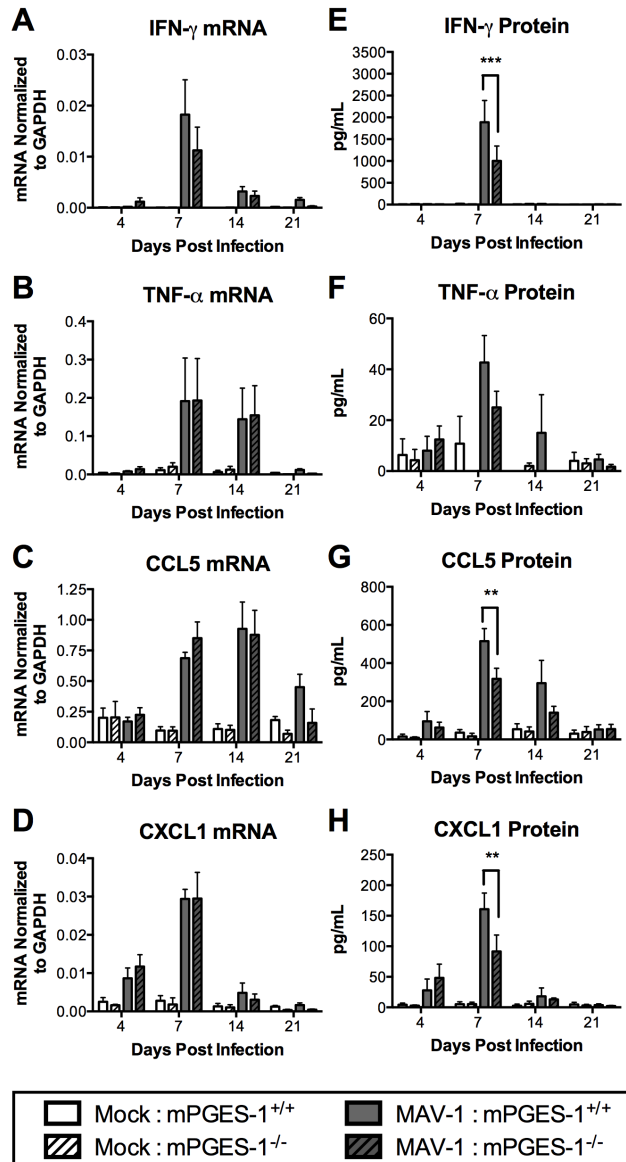 A
IFN-γ mRNA
mRNA Normalized
to GAPDH
0.03
0.02
0.01
0.00
4 7 14 21
Days Post Infection
B
TNF-α mRNA
mRNA Normalized
to GAPDH
0.4
0.3
0.2
0.1
0.0
4 7 14 21
Days Post Infection
C
CCL5 mRNA
mRNA Normalized
to GAPDH
1.25
1.00
0.75
0.50
0.25
0.00
4 7 14 21
Days Post Infection
D
CXCL1 mRNA
mRNA Normalized
to GAPDH
0.04
0.03
0.02
0.01
0.00
4 7 14 21
Days Post Infection
E
IFN-γ Protein
pg/mL
3500
3000
2500
2000
1500
1000
500
0
***
4 7 14 21
Days Post Infection
F
TNF-α Protein
pg/mL
60
40
20
0
4 7 14 21
Days Post Infection
G
CCL5 Protein
pg/mL
800
600
400
200
0
**
4 7 14 21
Days Post Infection
H
CXCL1 Protein
pg/mL
250
200
150
100
50
0
**
4 7 14 21
Days Post Infection
Mock : mPGES-1+/+
MAV-1 : mPGES-1+/+
Mock : mPGES-1-/-
MAV-1 : mPGES-1-/-